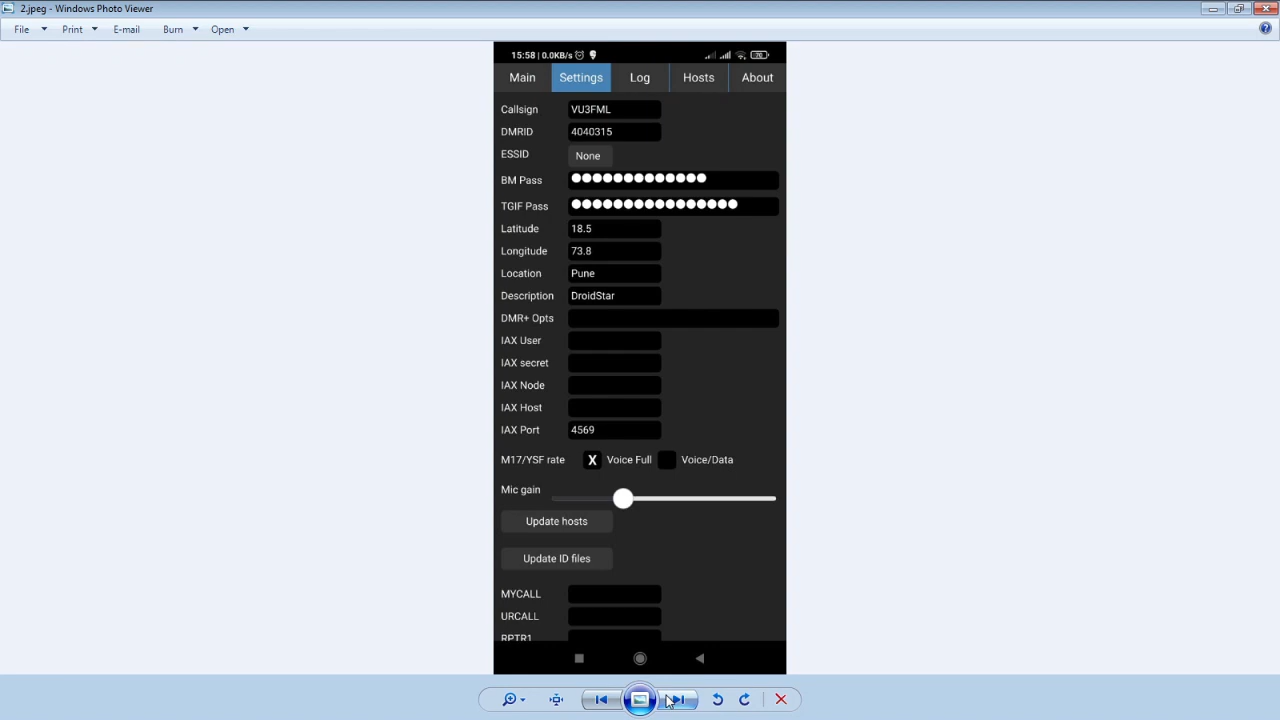 2.jpeg - Windows Photo Viewer
File Print E-mail Burn Open
15:58 | 0.0KB/s 70
Main Settings Log Hosts About
Callsign VU3FML
DMRID 4040315
ESSID None
BM Pass
TGIF Pass
Latitude 18.5
Longitude 73.8
Location Pune
Description DroidStar
DMR+ Opts
IAX User
IAX secret
IAX Node
IAX Host
IAX Port 4569
M17/YSF rate X Voice Full Voice/Data
Mic gain
Update hosts
Update ID files
MYCALL
URCALL
RPTR1